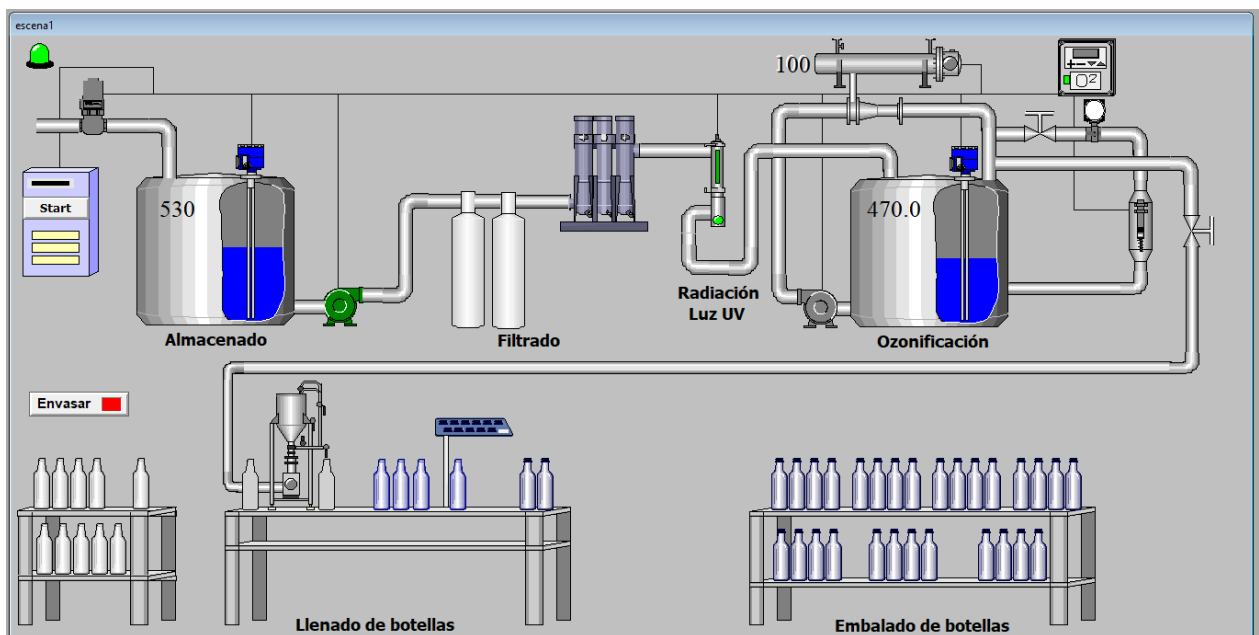 escena1
100
O2
Start
530
470.0
Radiación
Luz UV
Almacenado
Filtrado
Ozonificación
Envasar
Llenado de botellas
Embalado de botellas